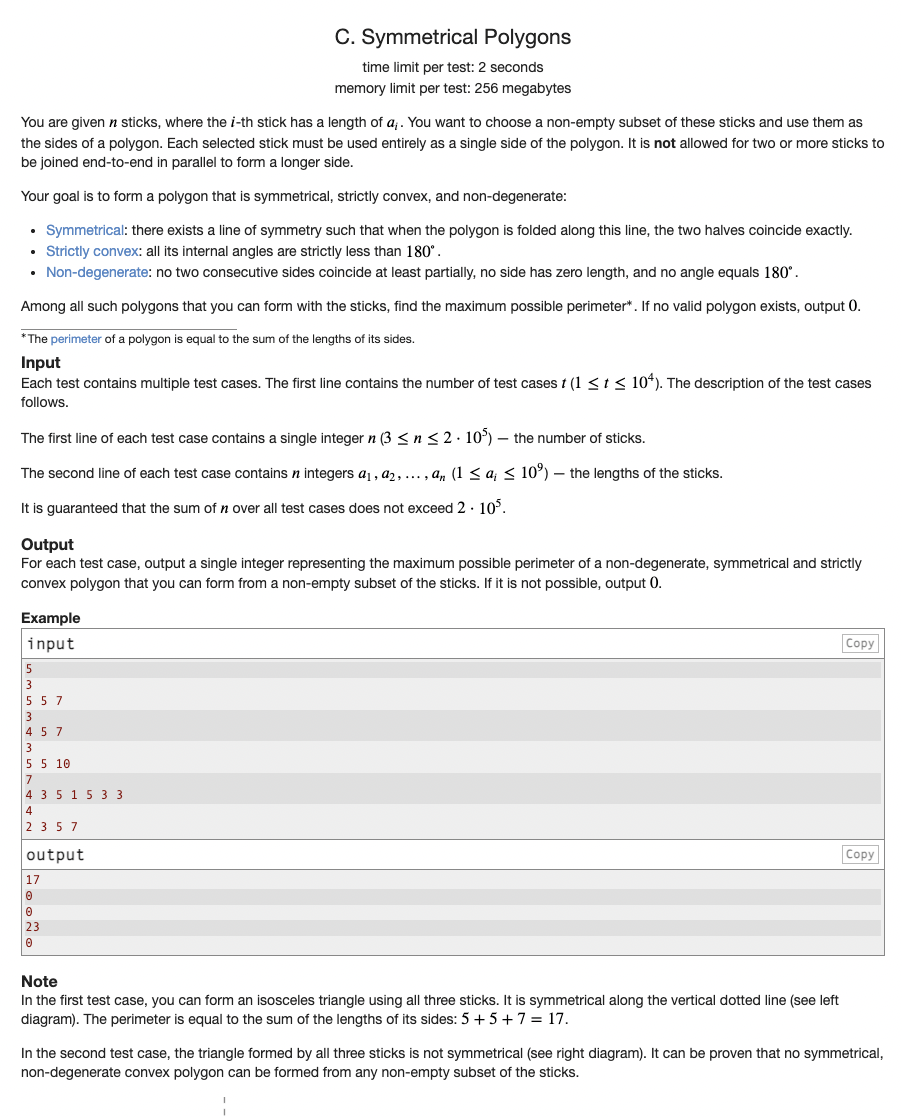 C. Symmetrical Polygons
time limit per test: 2 seconds
memory limit per test: 256 megabytes
You are given n sticks, where the i-th stick has a length of a_i. You want to choose a non-empty subset of these sticks and use them as
the sides of a polygon. Each selected stick must be used entirely as a single side of the polygon. It is not allowed for two or more sticks to
be joined end-to-end in parallel to form a longer side.
Your goal is to form a polygon that is symmetrical, strictly convex, and non-degenerate:
• Symmetrical: there exists a line of symmetry such that when the polygon is folded along this line, the two halves coincide exactly.
• Strictly convex: all its internal angles are strictly less than 180°.
• Non-degenerate: no two consecutive sides coincide at least partially, no side has zero length, and no angle equals 180°.
Among all such polygons that you can form with the sticks, find the maximum possible perimeter*. If no valid polygon exists, output 0.
*The perimeter of a polygon is equal to the sum of the lengths of its sides.
Input
Each test contains multiple test cases. The first line contains the number of test cases t (1 ≤ t ≤ 10^4). The description of the test cases
follows.
The first line of each test case contains a single integer n (3 ≤ n ≤ 2 · 10^5) — the number of sticks.
The second line of each test case contains n integers a_1, a_2, … , a_n (1 ≤ a_i ≤ 10^9) — the lengths of the sticks.
It is guaranteed that the sum of n over all test cases does not exceed 2 · 10^5.
Output
For each test case, output a single integer representing the maximum possible perimeter of a non-degenerate, symmetrical and strictly
convex polygon that you can form from a non-empty subset of the sticks. If it is not possible, output 0.
Example
input Copy
5
3
5 5 7
3
4 5 7
3
5 5 10
7
4 3 5 1 5 3 3
4
2 3 5 7
output Copy
17
0
0
23
0
Note
In the first test case, you can form an isosceles triangle using all three sticks. It is symmetrical along the vertical dotted line (see left
diagram). The perimeter is equal to the sum of the lengths of its sides: 5 + 5 + 7 = 17.
In the second test case, the triangle formed by all three sticks is not symmetrical (see right diagram). It can be proven that no symmetrical,
non-degenerate convex polygon can be formed from any non-empty subset of the sticks.